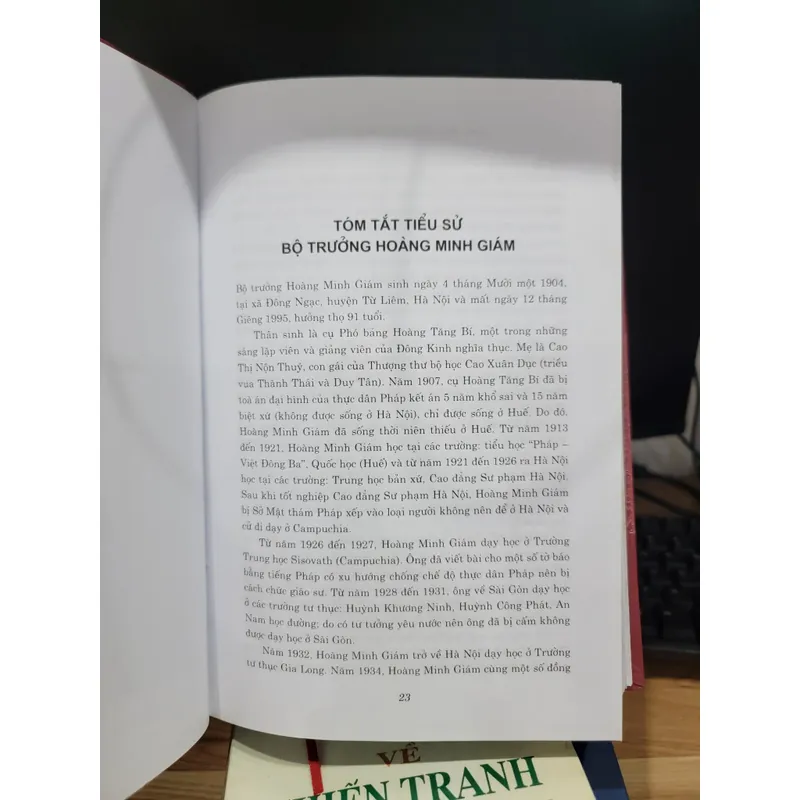 TÓM TẮT TIỂU SỬ
BỘ TRƯỞNG HOÀNG MINH GIÁM
Bộ trưởng Hoàng Minh Giám sinh ngày 4 tháng Mười một 1904,
tại xã Đông Ngạc, huyện Từ Liêm, Hà Nội và mất ngày 12 tháng
Giêng 1995, hưởng thọ 91 tuổi.
Thân sinh là cụ Phó bảng Hoàng Tăng Bí, một trong những
sáng lập viên và giảng viên của Đông Kinh nghĩa thục. Mẹ là Cao
Thị Nộn Thuỷ, con gái của Thượng thư bộ học Cao Xuân Dục (triều
vua Thành Thái và Duy Tân). Năm 1907, cụ Hoàng Tăng Bí đã bị
toà án đại hình của thực dân Pháp kết án 5 năm khổ sai và 15 năm
biệt xứ (không được sống ở Hà Nội), chỉ được sống ở Huế. Do đó,
Hoàng Minh Giám đã sống thời niên thiếu ở Huế. Từ năm 1913
đến 1921, Hoàng Minh Giám học tại các trường: tiểu học "Pháp –
Việt Đông Ba", Quốc học (Huế) và từ năm 1921 đến 1926 ra Hà Nội
học tại các trường: Trung học bản xứ, Cao đẳng Sư phạm Hà Nội.
Sau khi tốt nghiệp Cao đẳng Sư phạm Hà Nội, Hoàng Minh Giám
bị Sở Mật thám Pháp xếp vào loại người không nên để ở Hà Nội và
cử đi dạy ở Campuchia.
Từ năm 1926 đến 1927, Hoàng Minh Giám dạy học ở Trường
Trung học Sisovath (Campuchia). Ông đã viết bài cho một số tờ báo
bằng tiếng Pháp có xu hướng chống chế độ thực dân Pháp nên bị
cách chức giáo sư. Từ năm 1928 đến 1931, ông về Sài Gòn dạy học
ở các trường tư thục: Huỳnh Khương Ninh, Huỳnh Công Phát, An
Nam học đường; do có tư tưởng yêu nước nên ông đã bị cấm không
được dạy học ở Sài Gòn.
Năm 1932, Hoàng Minh Giám trở về Hà Nội dạy học ở Trường
tư thục Gia Long. Năm 1934, Hoàng Minh Giám cùng một số đồng
23
VỀ
HIẾN TRANH